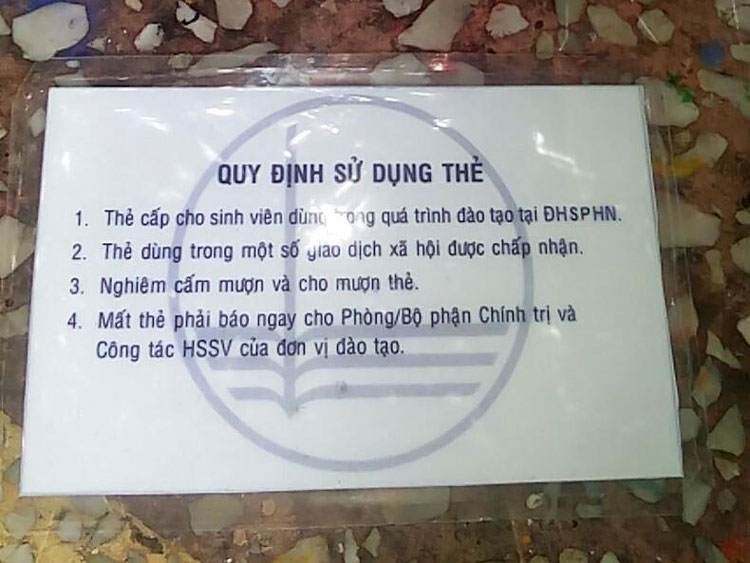 QUY ĐỊNH SỬ DỤNG THẺ
1. Thẻ cấp cho sinh viên dùng trong quá trình đào tạo tại ĐHSPHN.
2. Thẻ dùng trong một số giao dịch xã hội được chấp nhận.
3. Nghiêm cấm mượn và cho mượn thẻ.
4. Mất thẻ phải báo ngay cho Phòng/Bộ phận Chính trị và
Công tác HSSV của đơn vị đào tạo.